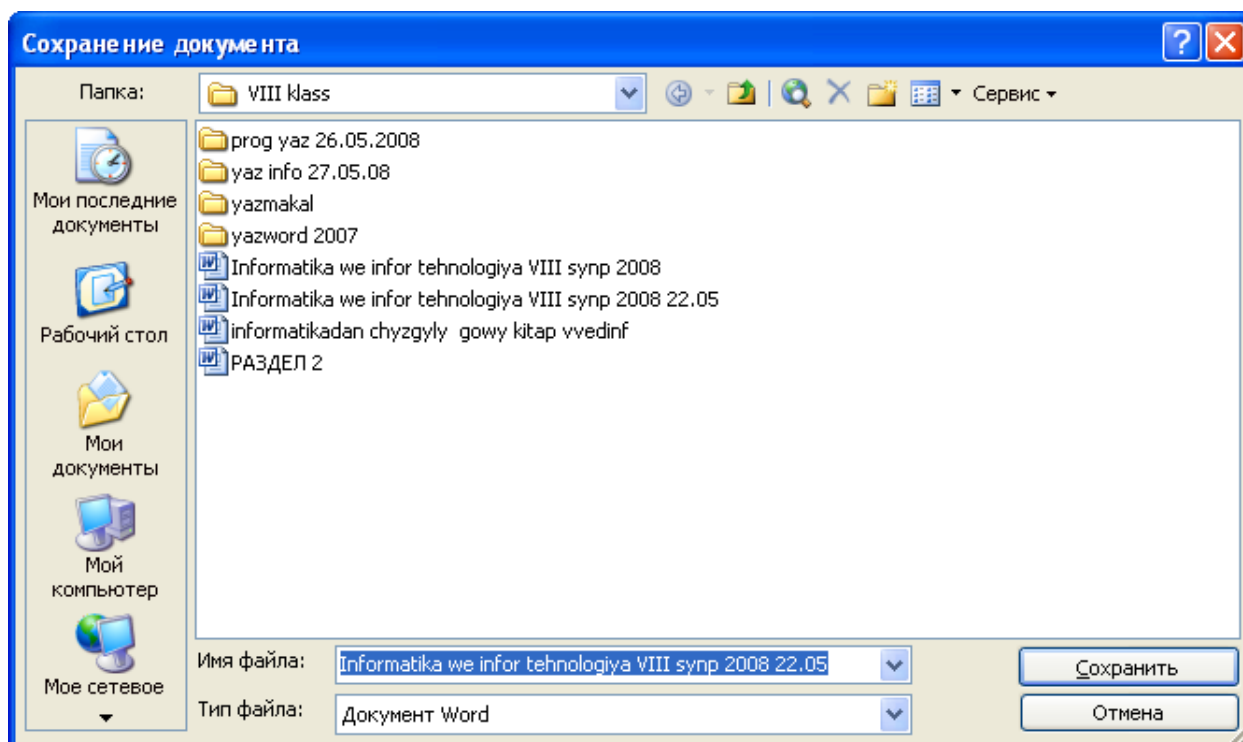 Сохранение документа
Папка:
VIII klass
Сервис
Мои последние
документы
Рабочий стол
Мои
документы
Мой
компьютер
Мое сетевое
prog yaz 26.05.2008
yaz info 27.05.08
yazmakal
yazword 2007
Informatika we infor tehnologiya VIII synp 2008
Informatika we infor tehnologiya VIII synp 2008 22.05
informatikadan chyzgyly  gowy kitap vvedinf
РАЗДЕЛ 2
Имя файла:
Informatika we infor tehnologiya VIII synp 2008 22.05
Сохранить
Тип файла:
Документ Word
Отмена